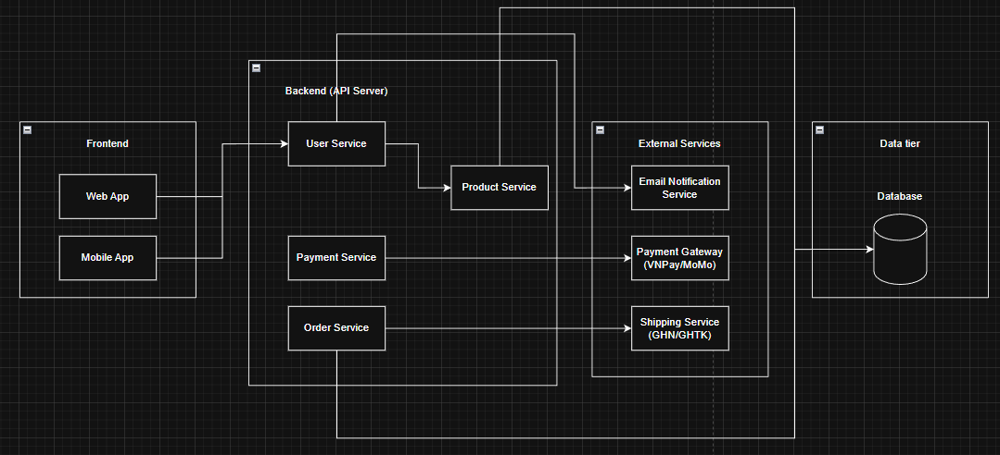 Backend (API Server)
Frontend
User Service
External Services
Data tier
Web App
Product Service
Email Notification
Service
Database
Mobile App
Payment Service
Payment Gateway
(VNPay/MoMo)
Order Service
Shipping Service
(GHN/GHTK)